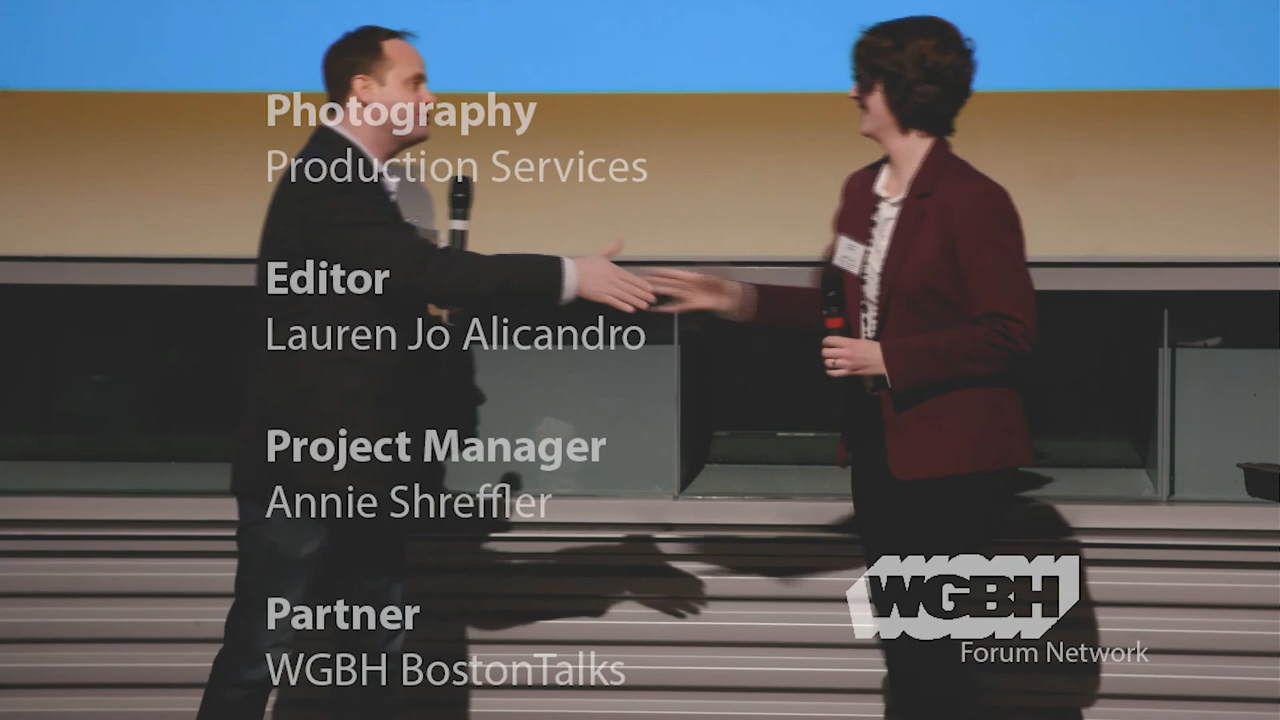 Photography
Production Services
Editor
Lauren Jo Alicandro
Project Manager
Annie Shreffler
Partner
WGBH BostonTalks
WGBH
Forum Network